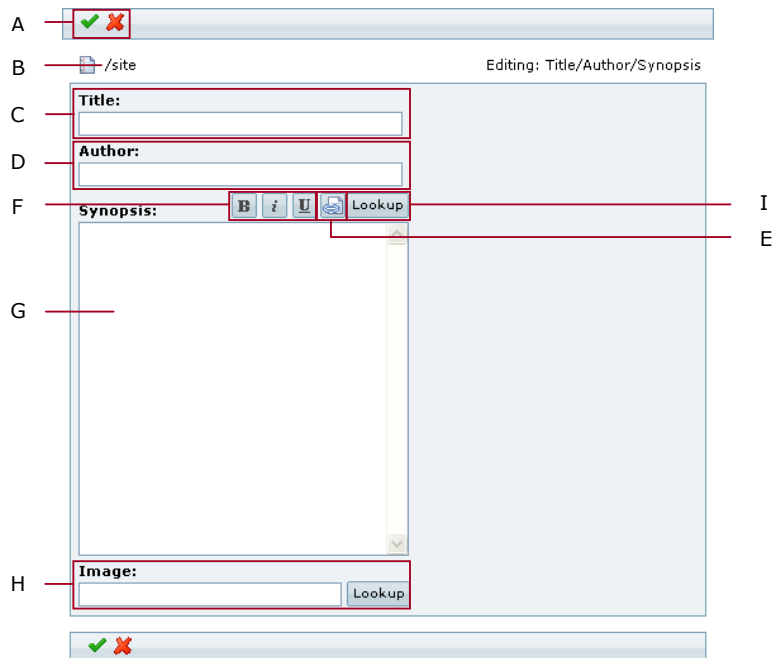 A
B /site Editing: Title/Author/Synopsis
Title:
C
Author:
D
F Synopsis: B i U Lookup I
E
G
Image:
H Lookup